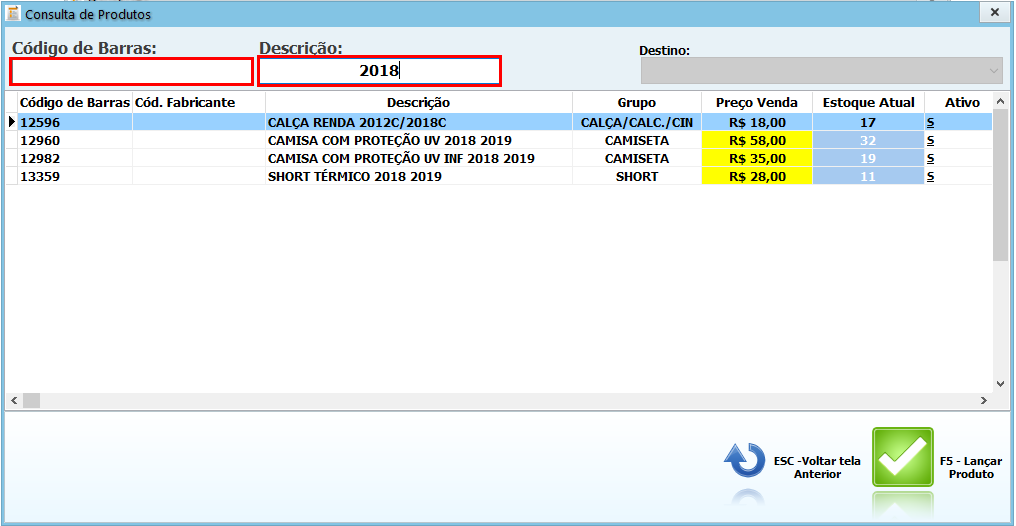 Consulta de Produtos
Código de Barras: Descrição: Destino:
2018
Código de Barras Cód. Fabricante Descrição Grupo Preço Venda Estoque Atual Ativo
12596 CALÇA RENDA 2012C/2018C CALÇA/CALC./CIN R$ 18,00 17 S
12960 CAMISA COM PROTEÇÃO UV 2018 2019 CAMISETA R$ 58,00 32 S
12982 CAMISA COM PROTEÇÃO UV INF 2018 2019 CAMISETA R$ 35,00 19 S
13359 SHORT TÉRMICO 2018 2019 SHORT R$ 28,00 11 S
ESC -Voltar tela
Anterior
F5 - Lançar
Produto